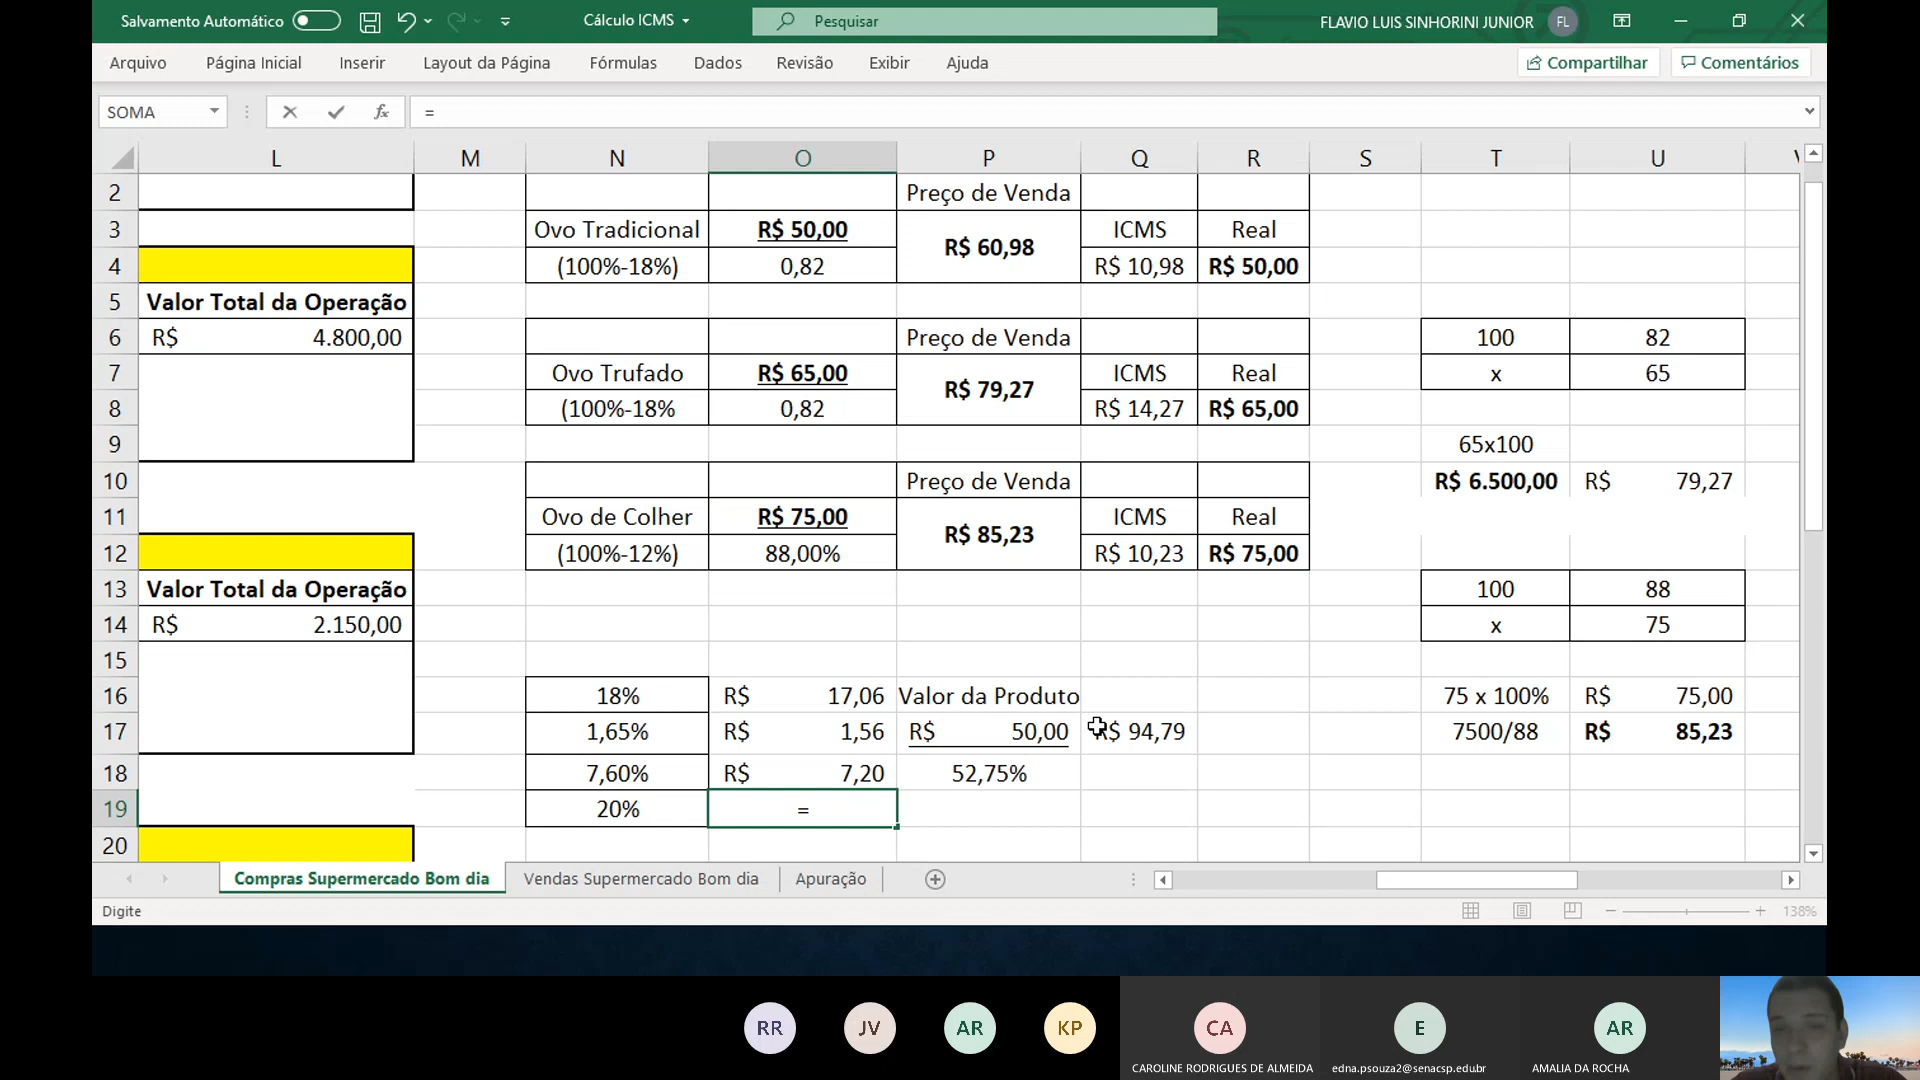 Salvamento Automático
Cálculo ICMS
Pesquisar
FLAVIO LUIS SINHORINI JUNIOR
FL
Arquivo Página Inicial Inserir Layout da Página Fórmulas Dados Revisão Exibir Ajuda
Compartilhar
Comentários
SOMA
fx
=
L M N O P Q R S T U
2 Preço de Venda
3 Ovo Tradicional R$ 50,00 R$ 60,98 ICMS Real
4 (100%-18%) 0,82 R$ 10,98 R$ 50,00
5 Valor Total da Operação
6 R$ 4.800,00 Preço de Venda 100 82
7 Ovo Trufado R$ 65,00 R$ 79,27 ICMS Real x 65
8 (100%-18% 0,82 R$ 14,27 R$ 65,00
9 65x100
10 Preço de Venda R$ 6.500,00 R$ 79,27
11 Ovo de Colher R$ 75,00 R$ 85,23 ICMS Real
12 (100%-12%) 88,00% R$ 10,23 R$ 75,00
13 Valor Total da Operação 100 88
14 R$ 2.150,00 x 75
15
16 18% R$ 17,06 Valor da Produto 75 x 100% R$ 75,00
17 1,65% R$ 1,56 R$ 50,00 R$ 94,79 7500/88 R$ 85,23
18 7,60% R$ 7,20 52,75%
19 20% =
20
Compras Supermercado Bom dia Vendas Supermercado Bom dia Apuração
Digite
138%
RR JV AR KP CA E AR
CAROLINE RODRIGUES DE ALMEIDA edna.psouza2@senacsp.edu.br AMALIA DA ROCHA